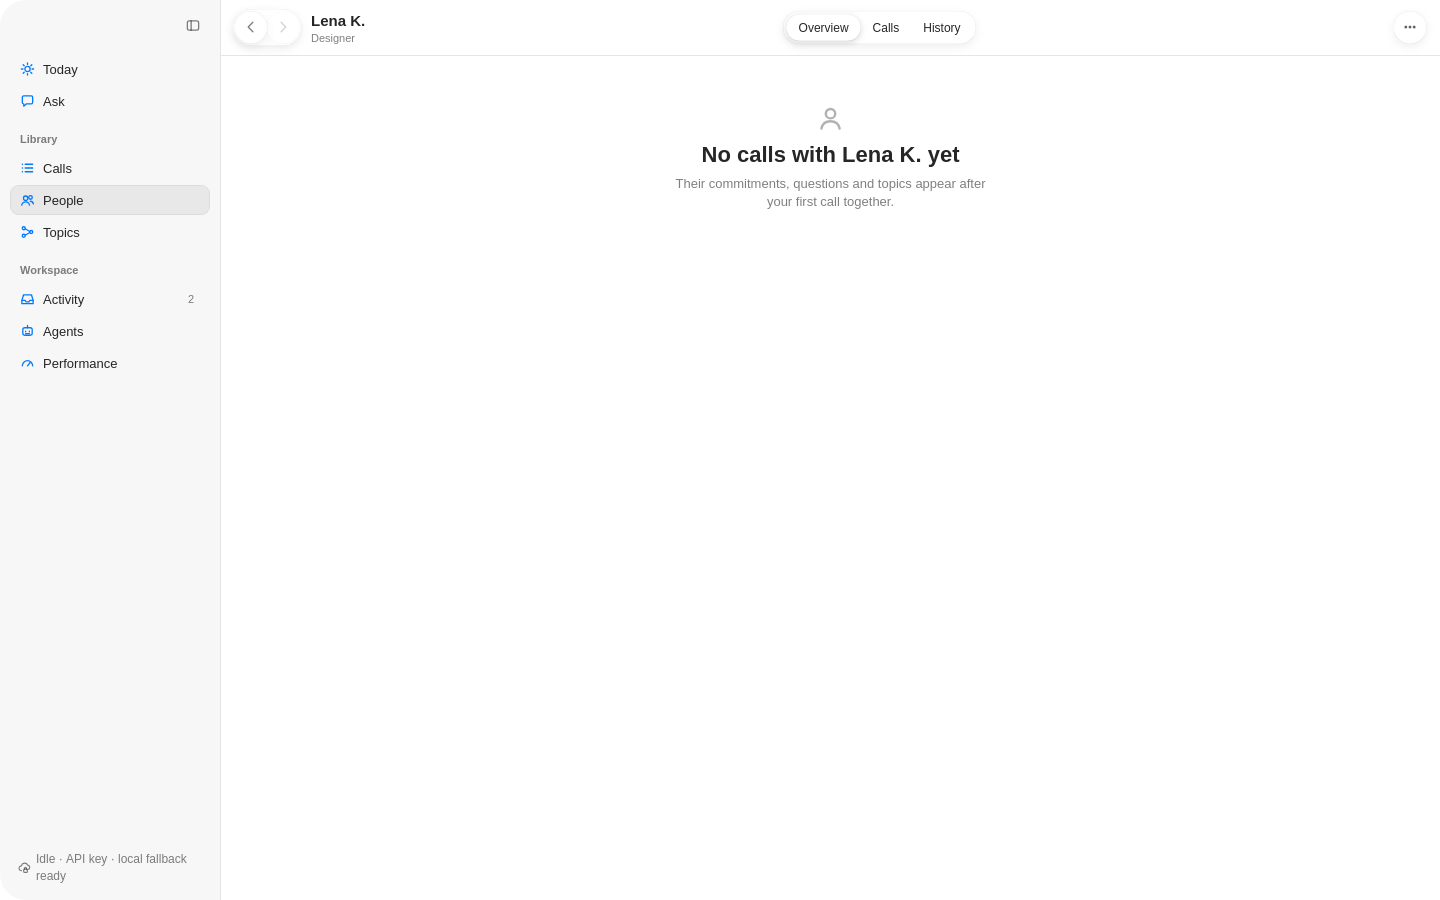 Today
Ask
Library
Calls
People
Topics
Workspace
Activity 2
Agents
Performance
Idle · API key · local fallback
ready
Lena K.
Designer
Overview Calls History
No calls with Lena K. yet
Their commitments, questions and topics appear after
your first call together.